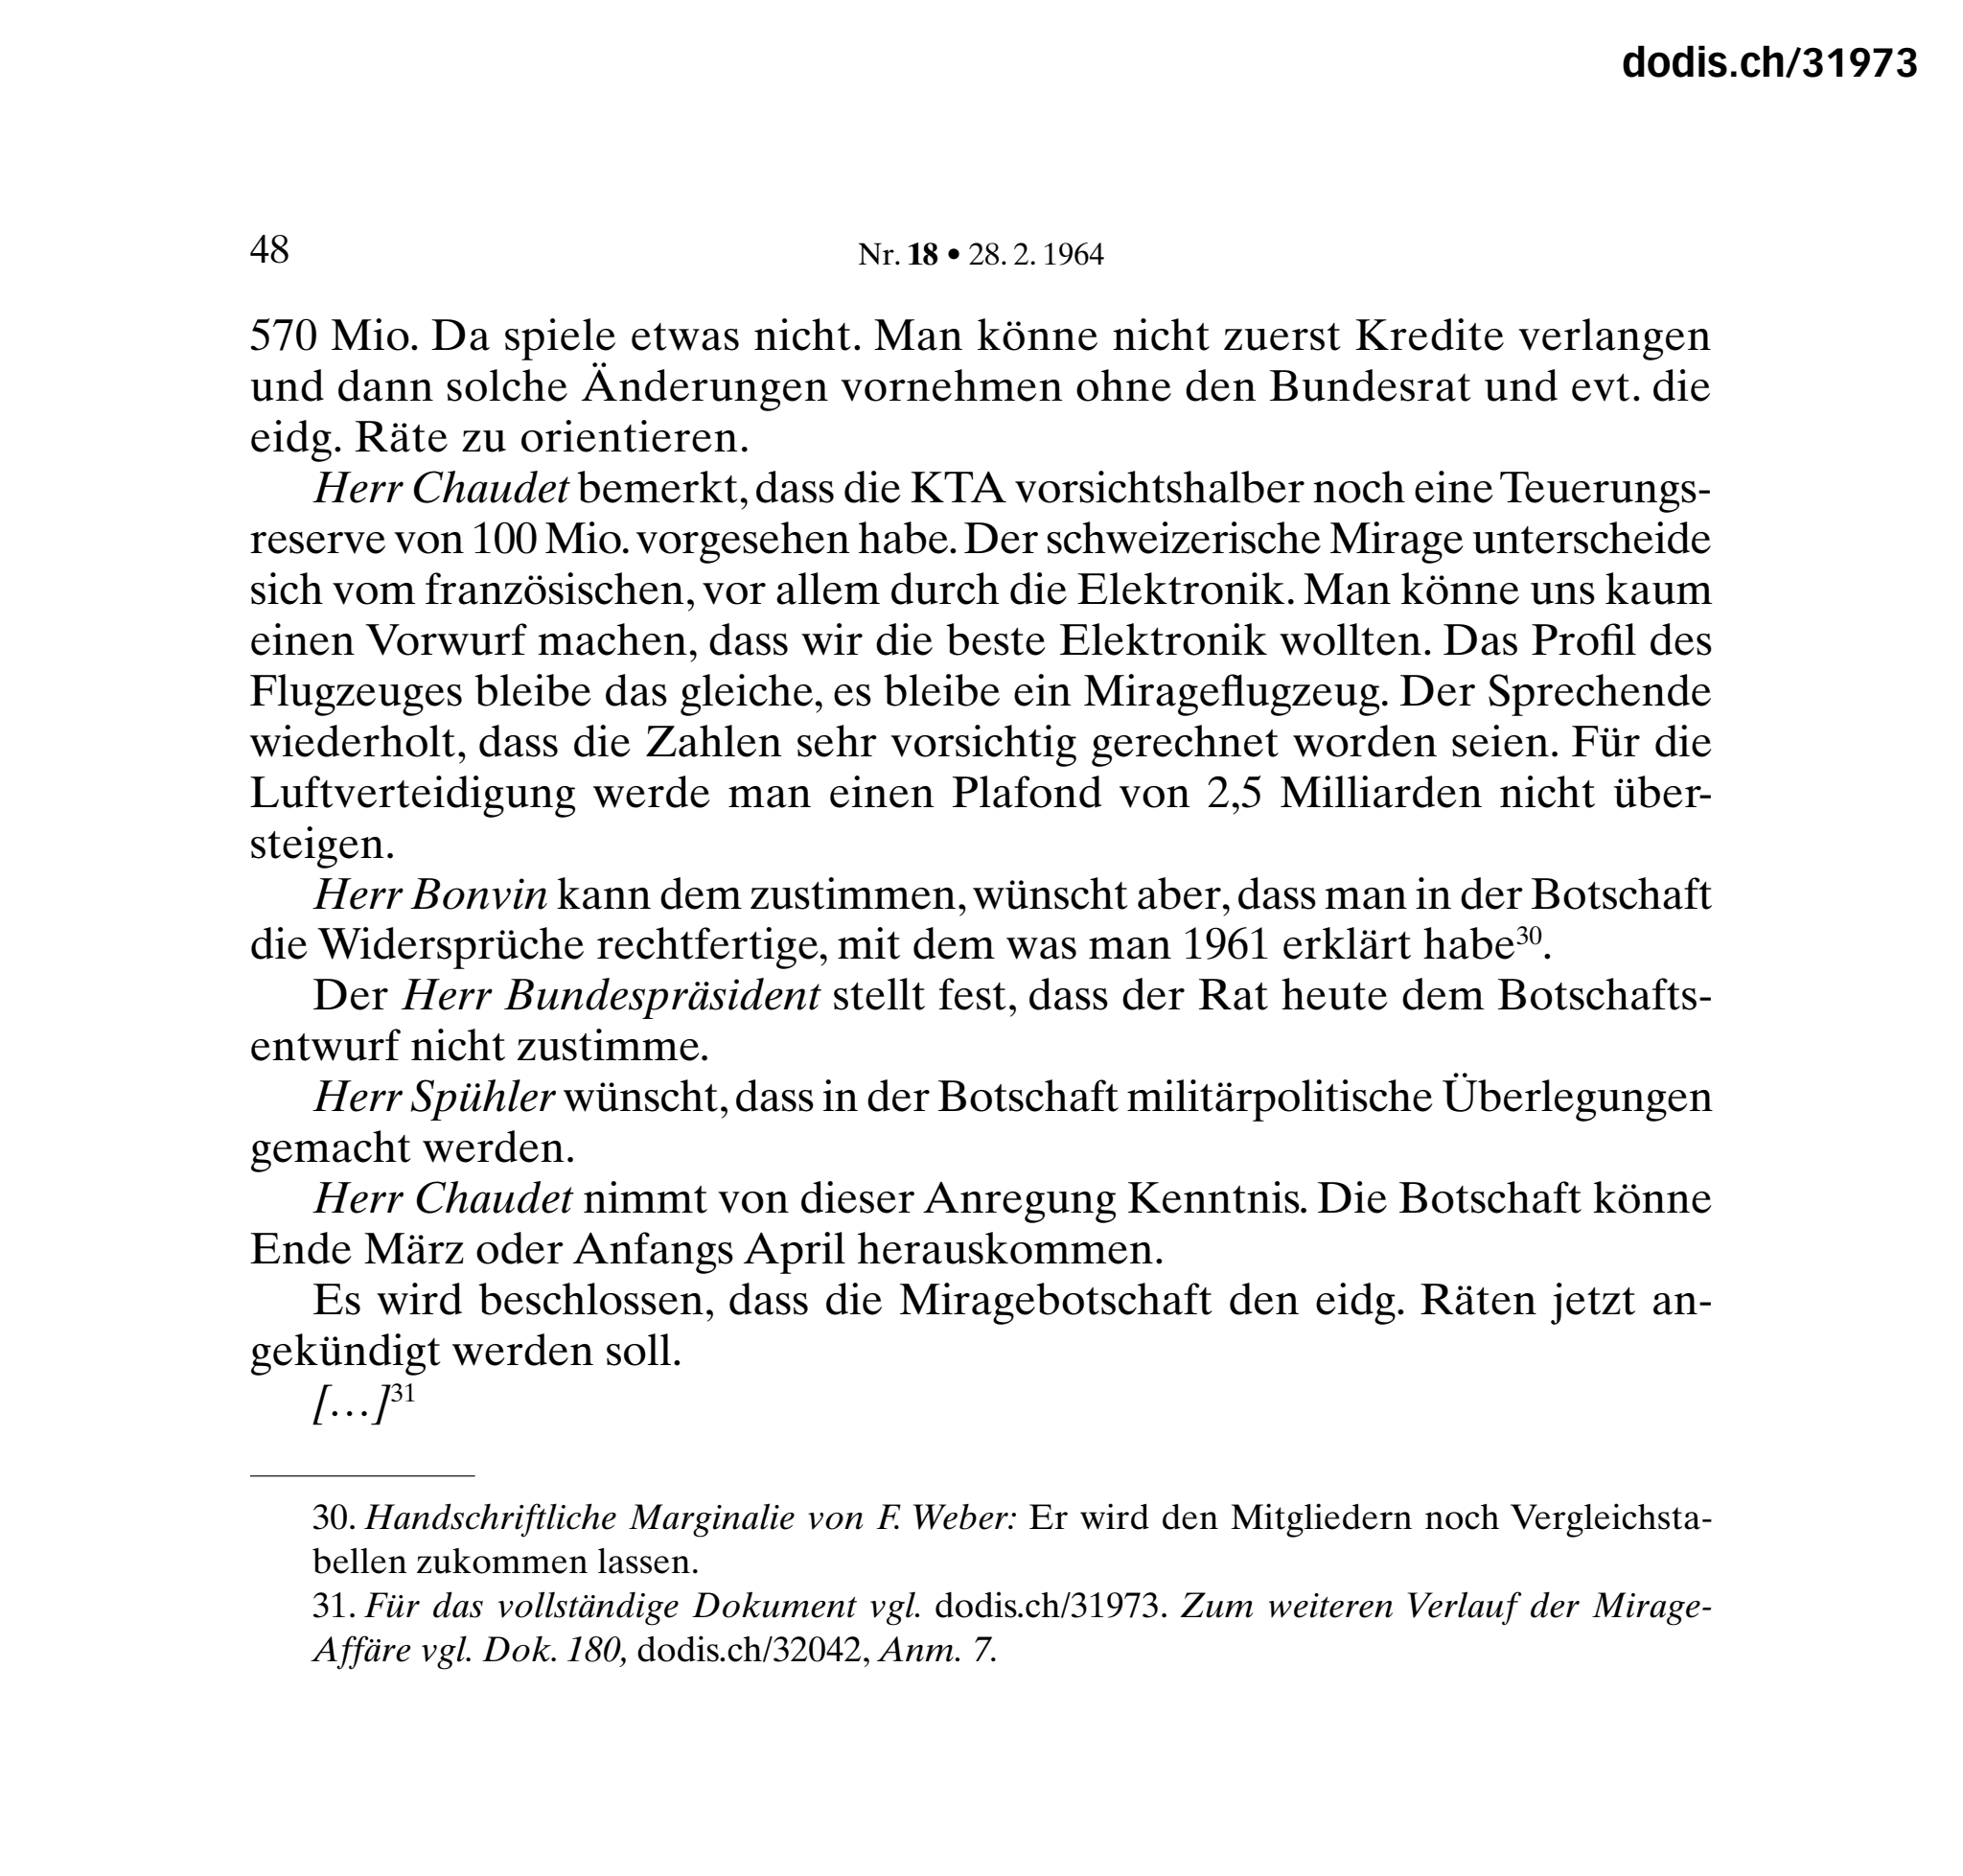 dodis.ch/31973
48
Nr. 18 • 28. 2. 1964
570 Mio. Da spiele etwas nicht. Man könne nicht zuerst Kredite verlangen
und dann solche Änderungen vornehmen ohne den Bundesrat und evt. die
eidg. Räte zu orientieren.
Herr Chaudet bemerkt, dass die KTA vorsichtshalber noch eine Teuerungs-
reserve von 100 Mio. vorgesehen habe. Der schweizerische Mirage unterscheide
sich vom französischen, vor allem durch die Elektronik. Man könne uns kaum
einen Vorwurf machen, dass wir die beste Elektronik wollten. Das Profil des
Flugzeuges bleibe das gleiche, es bleibe ein Mirageflugzeug. Der Sprechende
wiederholt, dass die Zahlen sehr vorsichtig gerechnet worden seien. Für die
Luftverteidigung werde man einen Plafond von 2,5 Milliarden nicht über-
steigen.
Herr Bonvin kann dem zustimmen, wünscht aber, dass man in der Botschaft
die Widersprüche rechtfertige, mit dem was man 1961 erklärt habe30.
Der Herr Bundespräsident stellt fest, dass der Rat heute dem Botschafts-
entwurf nicht zustimme.
Herr Spühler wünscht, dass in der Botschaft militärpolitische Überlegungen
gemacht werden.
Herr Chaudet nimmt von dieser Anregung Kenntnis. Die Botschaft könne
Ende März oder Anfangs April herauskommen.
Es wird beschlossen, dass die Miragebotschaft den eidg. Räten jetzt an-
gekündigt werden soll.
[…]31
30. Handschriftliche Marginalie von F. Weber: Er wird den Mitgliedern noch Vergleichsta-
bellen zukommen lassen.
31. Für das vollständige Dokument vgl. dodis.ch/31973. Zum weiteren Verlauf der Mirage-
Affäre vgl. Dok. 180, dodis.ch/32042, Anm. 7.